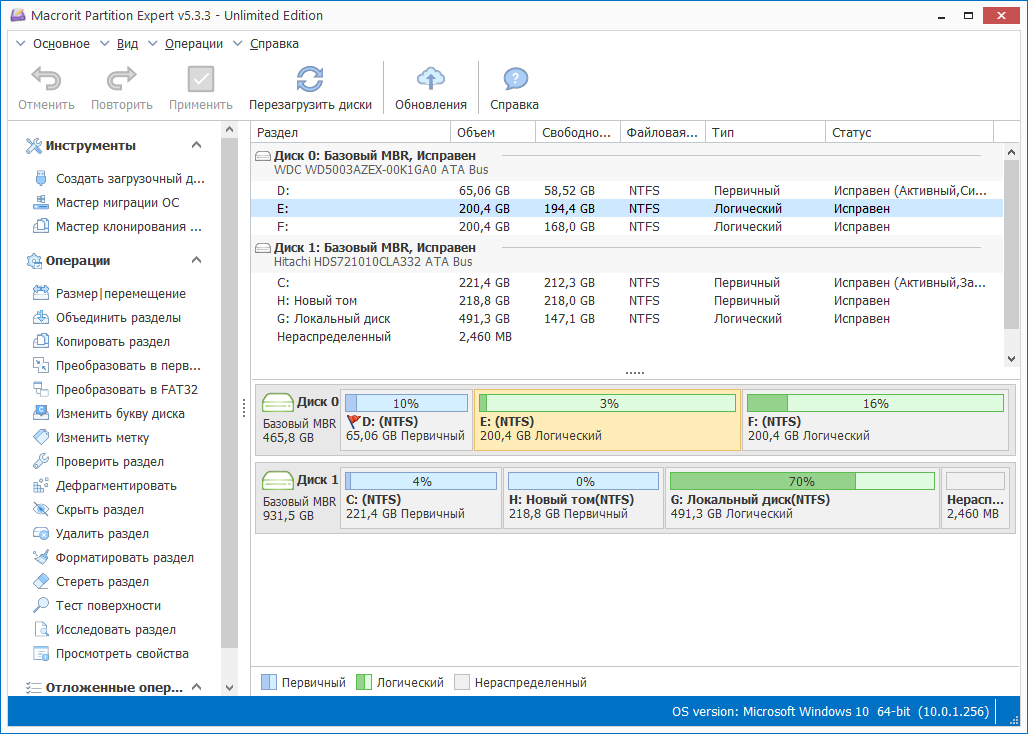 Macrorit Partition Expert v5.3.3 - Unlimited Edition
Основное Вид Операции Справка
Отменить Повторить Применить Перезагрузить диски Обновления Справка
Инструменты
Создать загрузочный д...
Мастер миграции ОС
Мастер клонирования ...
Операции
Размер|перемещение
Объединить разделы
Копировать раздел
Преобразовать в перв...
Преобразовать в FAT32
Изменить букву диска
Изменить метку
Проверить раздел
Дефрагментировать
Скрыть раздел
Удалить раздел
Форматировать раздел
Стереть раздел
Тест поверхности
Исследовать раздел
Просмотреть свойства
Отложенные опер...
Раздел Объем Свободно... Файловая... Тип Статус
Диск 0: Базовый MBR, Исправен
WDC WD5003AZEX-00K1GA0 ATA Bus
D: 65,06 GB 58,52 GB NTFS Первичный Исправен (Активный,Си...
E: 200,4 GB 194,4 GB NTFS Логический Исправен
F: 200,4 GB 168,0 GB NTFS Логический Исправен
Диск 1: Базовый MBR, Исправен
Hitachi HDS721010CLA332 ATA Bus
C: 221,4 GB 212,3 GB NTFS Первичный Исправен (Активный,За...
H: Новый том 218,8 GB 218,0 GB NTFS Первичный Исправен
G: Локальный диск 491,3 GB 147,1 GB NTFS Логический Исправен
Нераспределенный 2,460 MB
Диск 0
Базовый MBR
465,8 GB
10%
D: (NTFS)
65,06 GB Первичный
3%
E: (NTFS)
200,4 GB Логический
16%
F: (NTFS)
200,4 GB Логический
Диск 1
Базовый MBR
931,5 GB
4%
C: (NTFS)
221,4 GB Первичный
0%
H: Новый том(NTFS)
218,8 GB Первичный
70%
G: Локальный диск(NTFS)
491,3 GB Логический
Нерасп...
2,460 MB
Первичный Логический Нераспределенный
OS version: Microsoft Windows 10 64-bit (10.0.1.256)